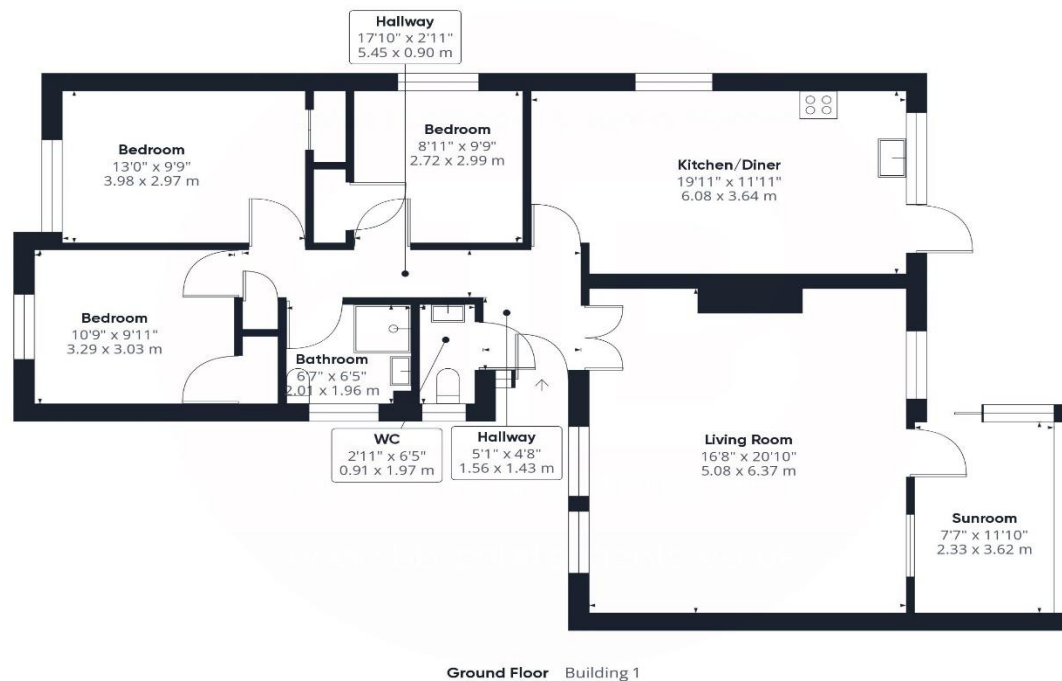 Hallway
17'10" x 2'11"
5.45 x 0.90 m
Bedroom
13'0" x 9'9"
3.98 x 2.97 m
Bedroom
8'11" x 9'9"
2.72 x 2.99 m
Kitchen/Diner
19'11" x 11'11"
6.08 x 3.64 m
Bedroom
10'9" x 9'11"
3.29 x 3.03 m
Bathroom
6'7" x 6'5"
2.01 x 1.96 m
WC
2'11" x 6'5"
0.91 x 1.97 m
Hallway
5'1" x 4'8"
1.56 x 1.43 m
Living Room
16'8" x 20'10"
5.08 x 6.37 m
Sunroom
7'7" x 11'10"
2.33 x 3.62 m
Ground Floor Building 1